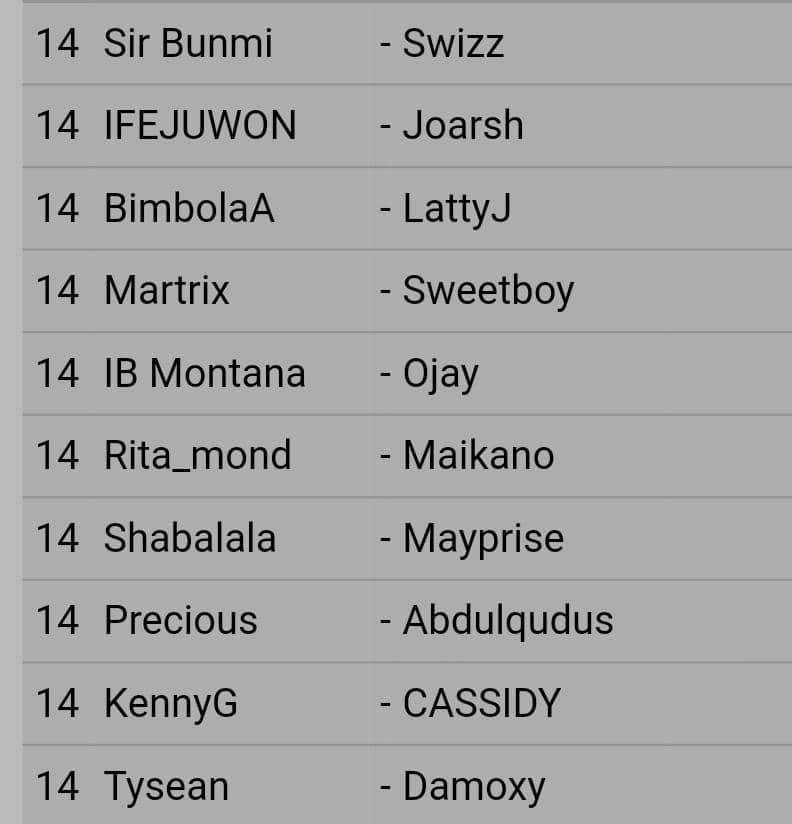 14 Sir Bunmi - Swizz
14 IFEJUWON - Joarsh
14 BimbolaA - LattyJ
14 Martrix - Sweetboy
14 IB Montana - Ojay
14 Rita_mond - Maikano
14 Shabalala - Mayprise
14 Precious - Abdulqudus
14 KennyG - CASSIDY
14 Tysean - Damoxy